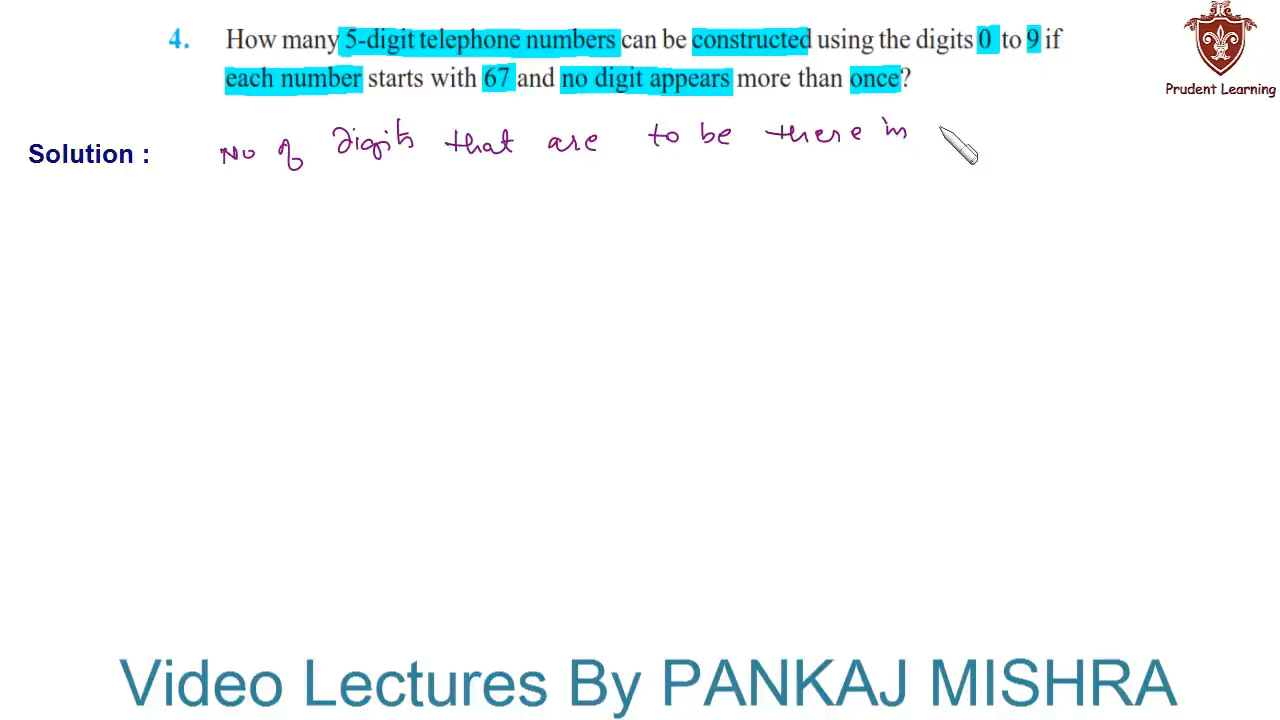 4. How many 5-digit telephone numbers can be constructed using the digits 0 to 9 if
each number starts with 67 and no digit appears more than once?
Prudent Learning
Solution : No of digits that are to be there in
Video Lectures By PANKAJ MISHRA